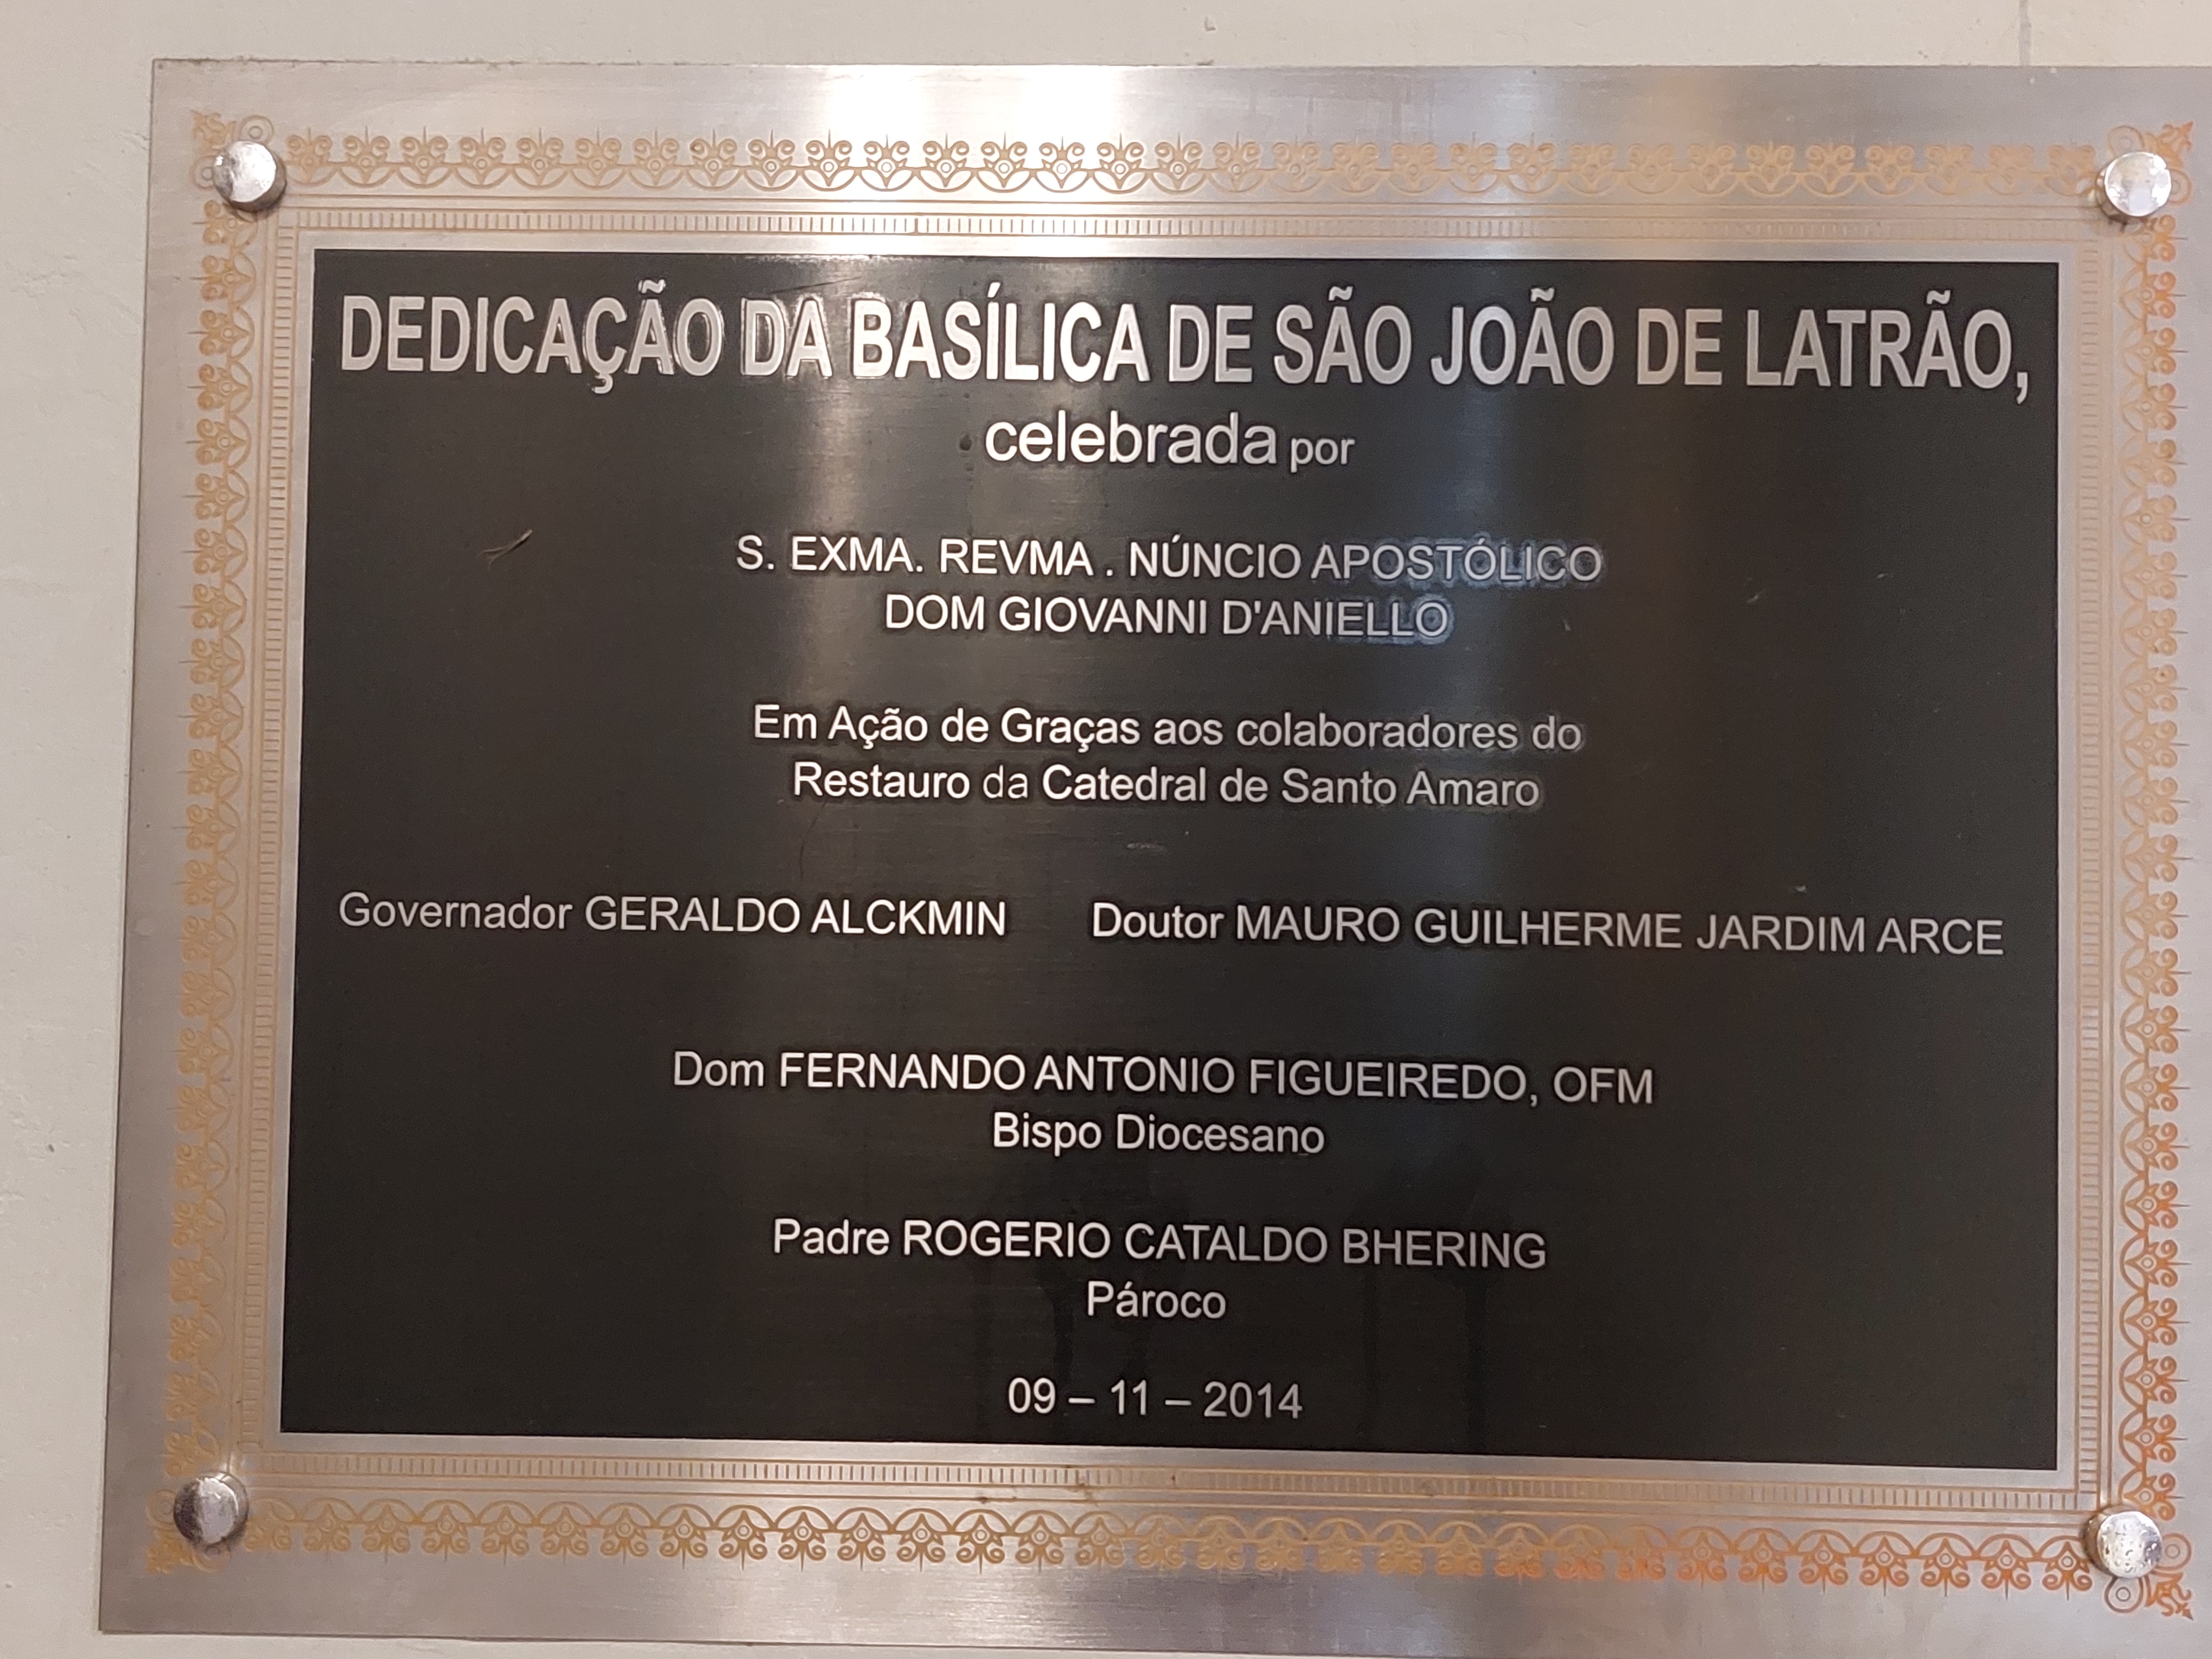 DEDICAÇÃO DA BASÍLICA DE SÃO JOÃO DE LATRÃO,
celebrada por
S. EXMA. REVMA . NÚNCIO APOSTÓLICO
DOM GIOVANNI D'ANIELLO
Em Ação de Graças aos colaboradores do
Restauro da Catedral de Santo Amaro
Governador GERALDO ALCKMIN Doutor MAURO GUILHERME JARDIM ARCE
Dom FERNANDO ANTONIO FIGUEIREDO, OFM
Bispo Diocesano
Padre ROGERIO CATALDO BHERING
Pároco
09 – 11 – 2014